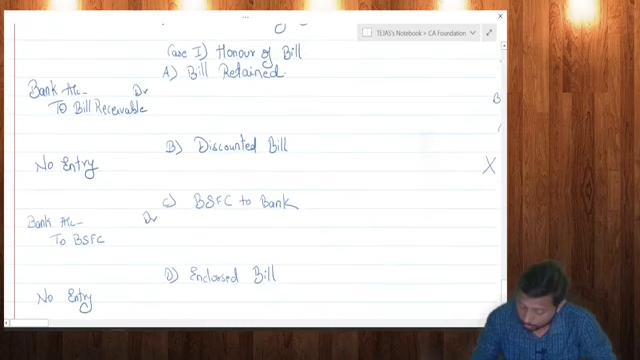 TEJAS's Notebook > CA Foundation
Case I) Honour of Bill
A) Bill Retained
Bank A/c Dr
To Bill Receivable
B) Discounted Bill
No Entry
X
C) BSFC to Bank
Bank A/c Dr
To BSFC
D) Endorsed Bill
No Entry